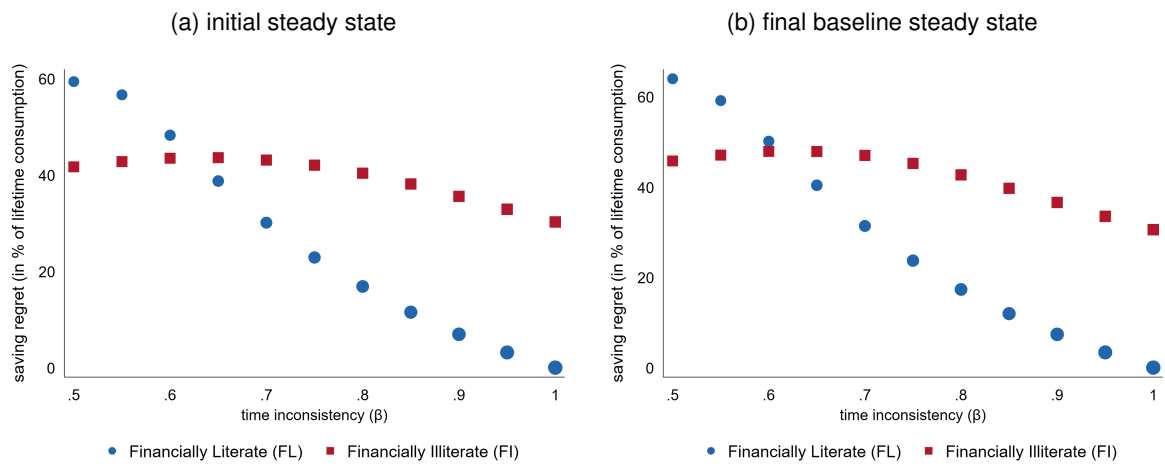 (a) initial steady state
saving regret (in % of lifetime consumption)
60
40
20
0
.5 .6 .7 .8 .9 1
time inconsistency (β)
Financially Literate (FL) Financially Illiterate (FI)
(b) final baseline steady state
saving regret (in % of lifetime consumption)
60
40
20
0
.5 .6 .7 .8 .9 1
time inconsistency (β)
Financially Literate (FL) Financially Illiterate (FI)